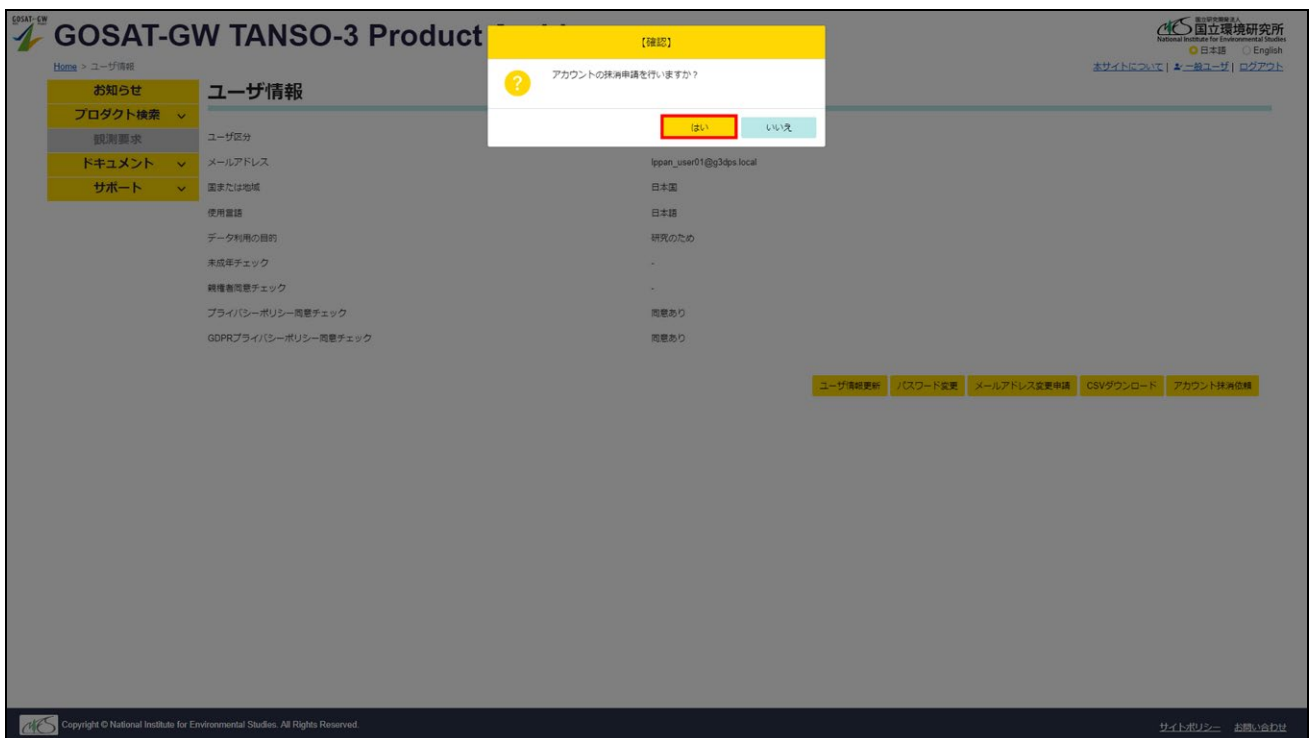 GOSAT-GW
GOSAT-GW TANSO-3 Product
国立研究開発法人
国立環境研究所
National Institute for Environmental Studies
日本語 English
Home > ユーザ情報
本サイトについて | 一般ユーザ | ログアウト
【確認】
アカウントの抹消申請を行いますか？
はい いいえ
お知らせ
プロダクト検索
観測要求
ドキュメント
サポート
ユーザ情報
ユーザ区分
メールアドレス Ippan_user01@g3dps.local
国または地域 日本国
使用言語 日本語
データ利用の目的 研究のため
未成年チェック -
親権者同意チェック -
プライバシーポリシー同意チェック 同意あり
GDPRプライバシーポリシー同意チェック 同意あり
ユーザ情報更新 パスワード変更 メールアドレス変更申請 CSVダウンロード アカウント抹消依頼
NIES Copyright © National Institute for Environmental Studies. All Rights Reserved.
サイトポリシー お問い合わせ